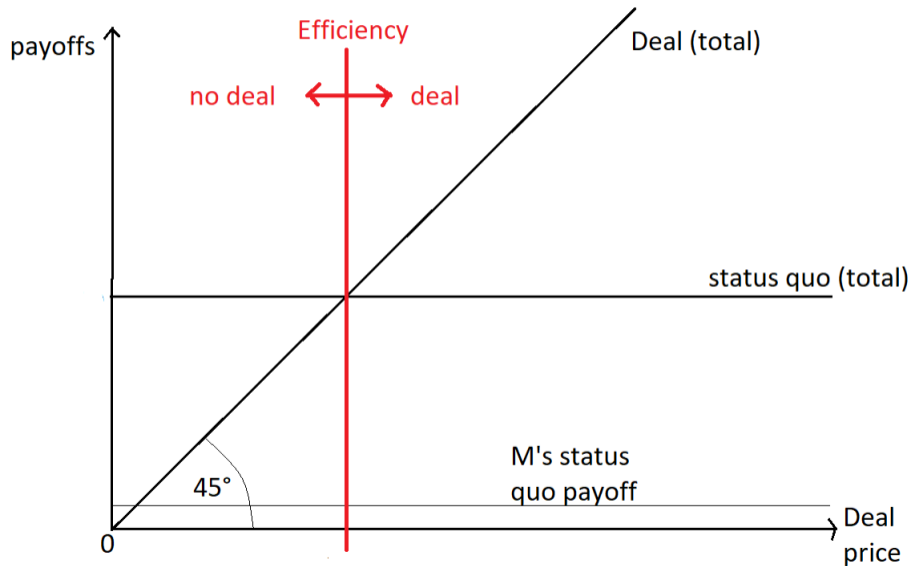 Efficiency
payoffs
Deal (total)
no deal
deal
status quo (total)
M's status
quo payoff
45°
Deal
price
0